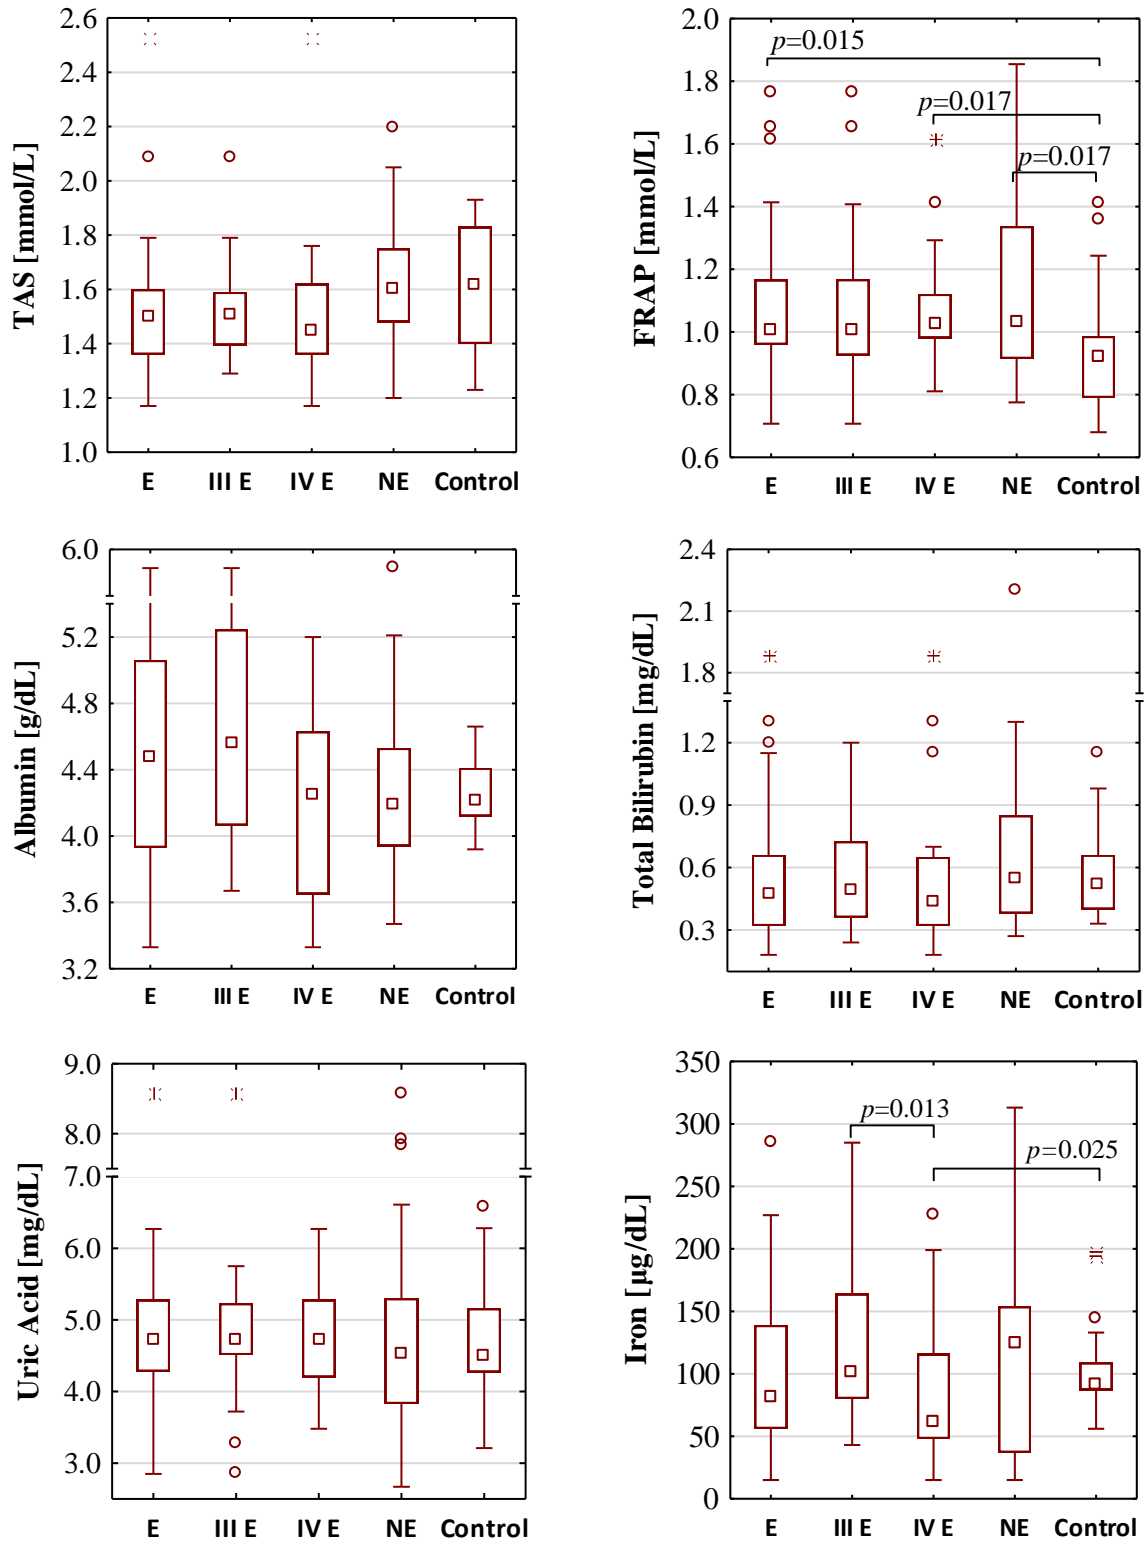 TAS [mmol/L]
2.6
2.4
2.2
2.0
1.8
1.6
1.4
1.2
1.0
E III E IV E NE Control
FRAP [mmol/L]
2.0
1.8
1.6
1.4
1.2
1.0
0.8
0.6
p=0.015
p=0.017
p=0.017
E III E IV E NE Control
Albumin [g/dL]
6.0
5.2
4.8
4.4
4.0
3.6
3.2
E III E IV E NE Control
Total Bilirubin [mg/dL]
2.4
2.1
1.8
1.2
0.9
0.6
0.3
E III E IV E NE Control
Uric Acid [mg/dL]
9.0
8.0
7.0
6.0
5.0
4.0
3.0
E III E IV E NE Control
Iron [µg/dL]
350
300
250
200
150
100
50
0
p=0.013
p=0.025
E III E IV E NE Control